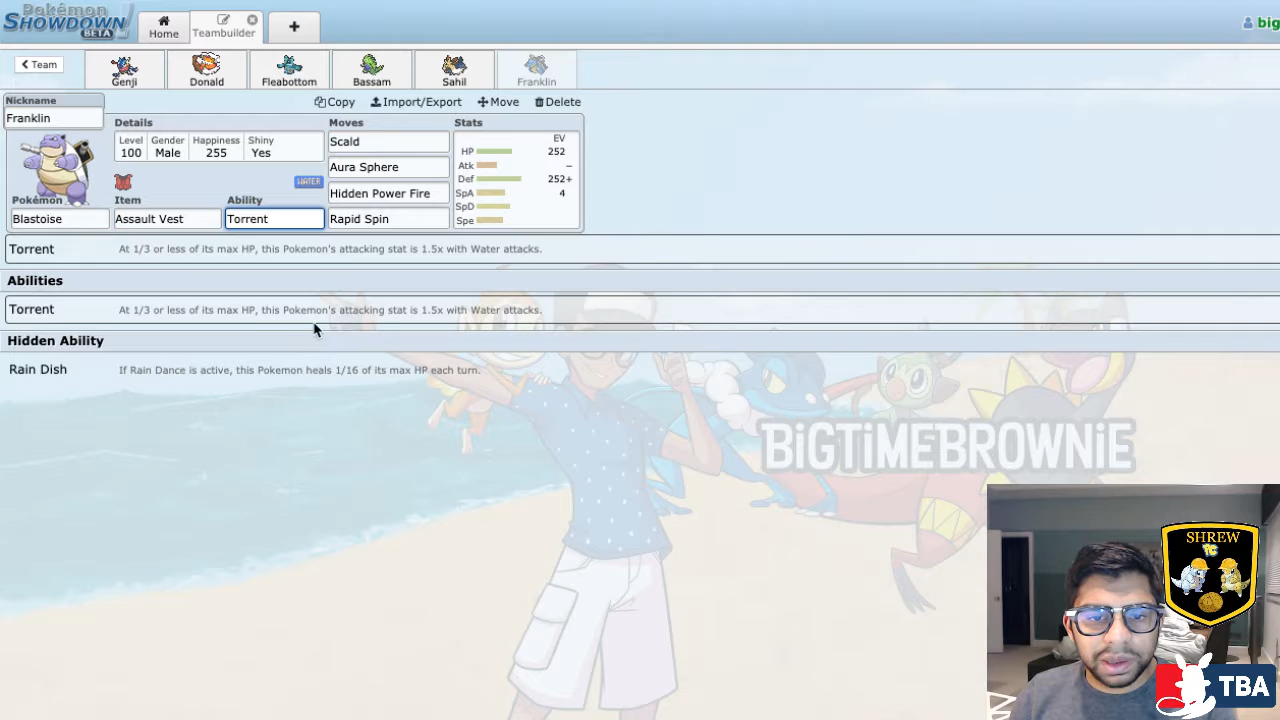 Pokémon
SHOWDOWN
BETA
Home
Teambuilder
+
big
Team
Genji
Donald
Fleabottom
Bassam
Sahil
Franklin
Nickname
Franklin
Copy
Import/Export
Move
Delete
Details
Moves
Stats
Level
Gender
Happiness
Shiny
100
Male
255
Yes
Scald
Aura Sphere
Hidden Power Fire
Rapid Spin
EV
HP 252
Atk –
Def 252+
SpA 4
SpD
Spe
WATER
Pokémon
Item
Ability
Blastoise
Assault Vest
Torrent
Torrent At 1/3 or less of its max HP, this Pokemon's attacking stat is 1.5x with Water attacks.
Abilities
Torrent At 1/3 or less of its max HP, this Pokemon's attacking stat is 1.5x with Water attacks.
Hidden Ability
Rain Dish If Rain Dance is active, this Pokemon heals 1/16 of its max HP each turn.
BiGTiMEBROWNiE
SHREW
TC
TBA